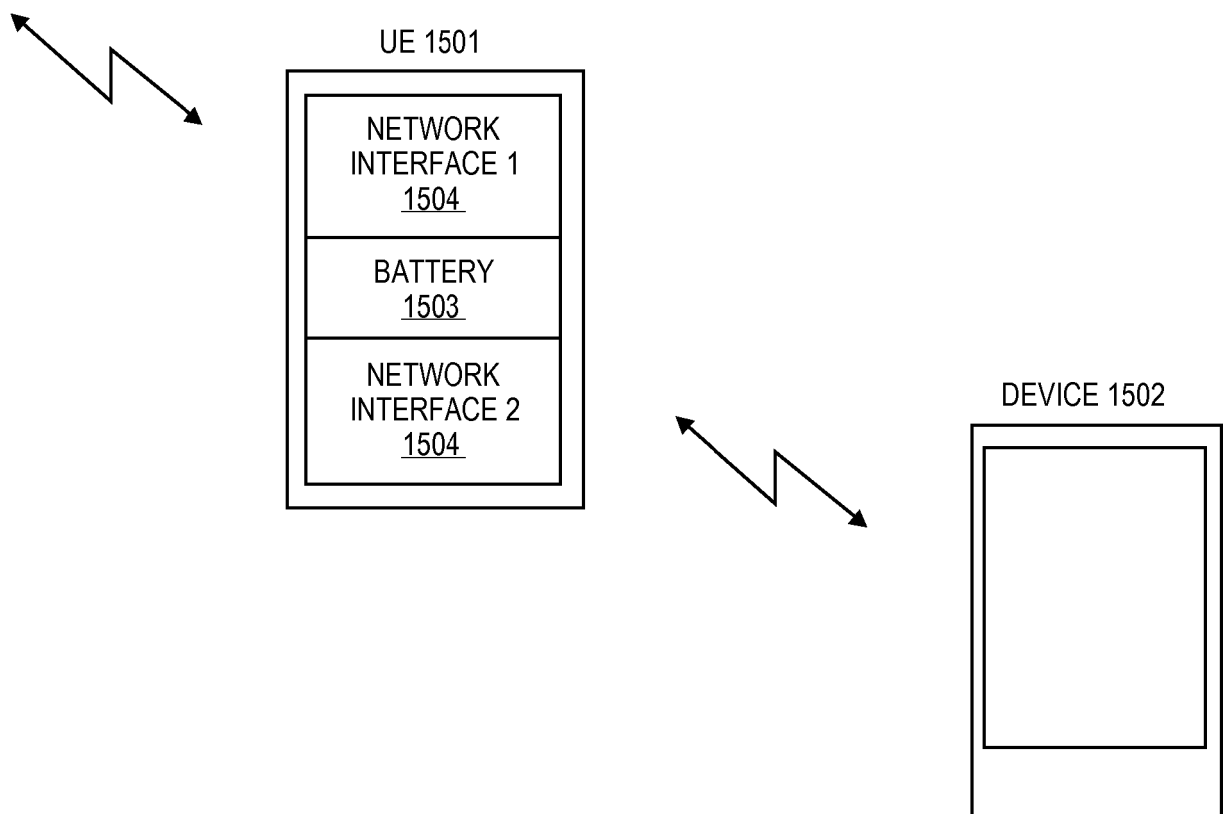 UE 1501
NETWORK
INTERFACE 1
1504
BATTERY
1503
NETWORK
INTERFACE 2
1504
DEVICE 1502